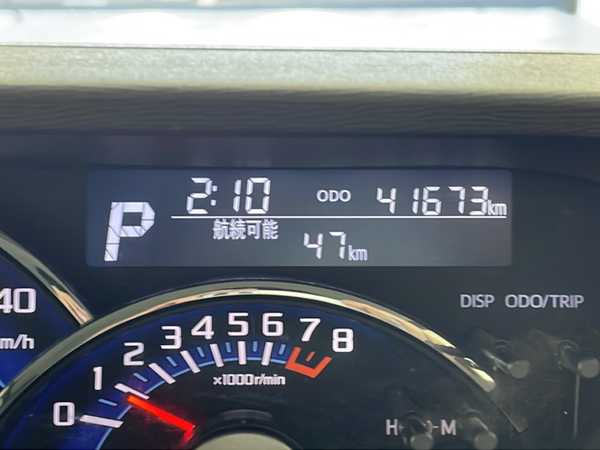 2:10 ODO 41673km
P
航続可能
47km
DISP ODO/TRIP
40
m/h
0 1 2 3 4 5 6 7 8
x1000r/min
H M